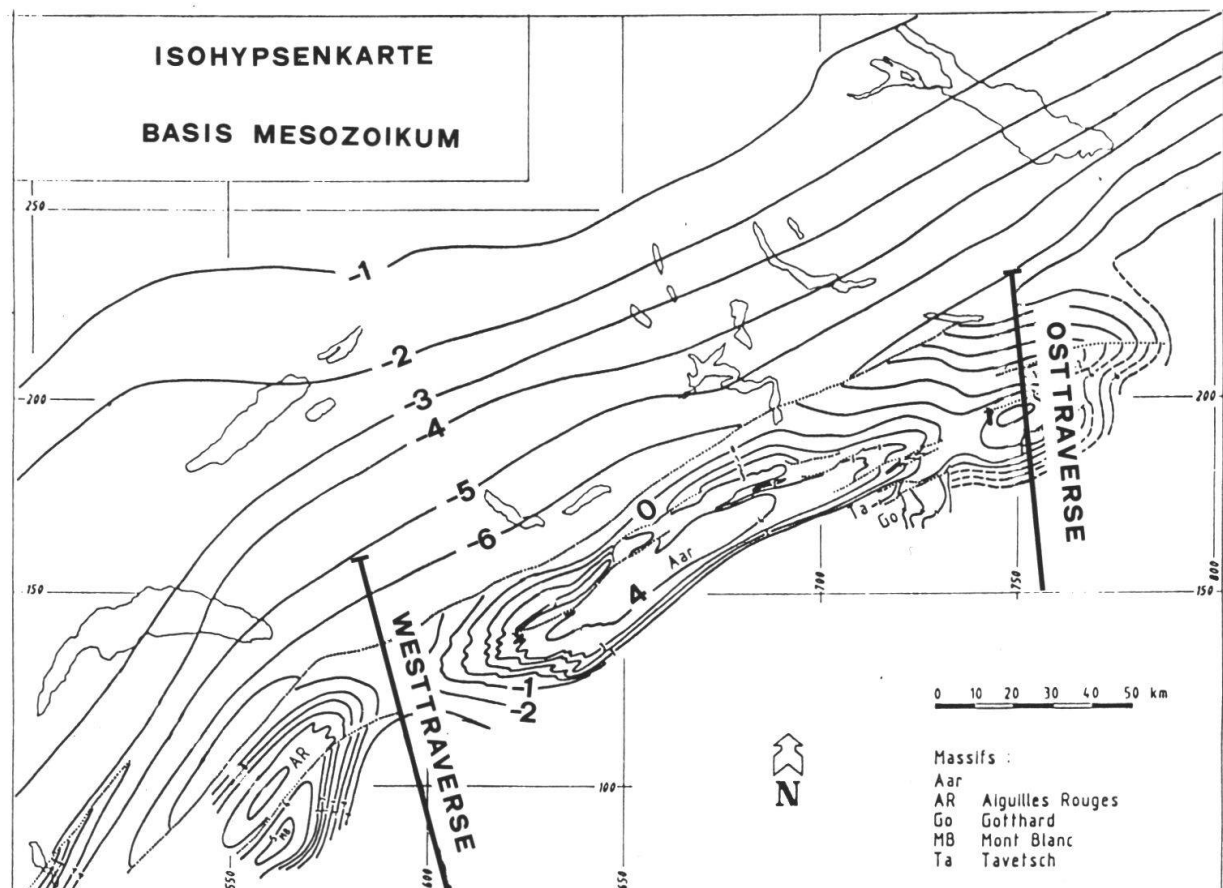 ISOHYPSENKARTE
BASIS MESOZOIKUM
250
-1
-2
-3
-4
200
-5
-6
0
OSTTRAVERSE
Ta
Go
Aar
4
150
700
750
800
150
200
WESTTRAVERSE
-1
-2
AR
MB
100
550
600
650
0 10 20 30 40 50 km
N
Massifs :
Aar
AR Aiguilles Rouges
Go Gotthard
MB Mont Blanc
Ta Tavetsch